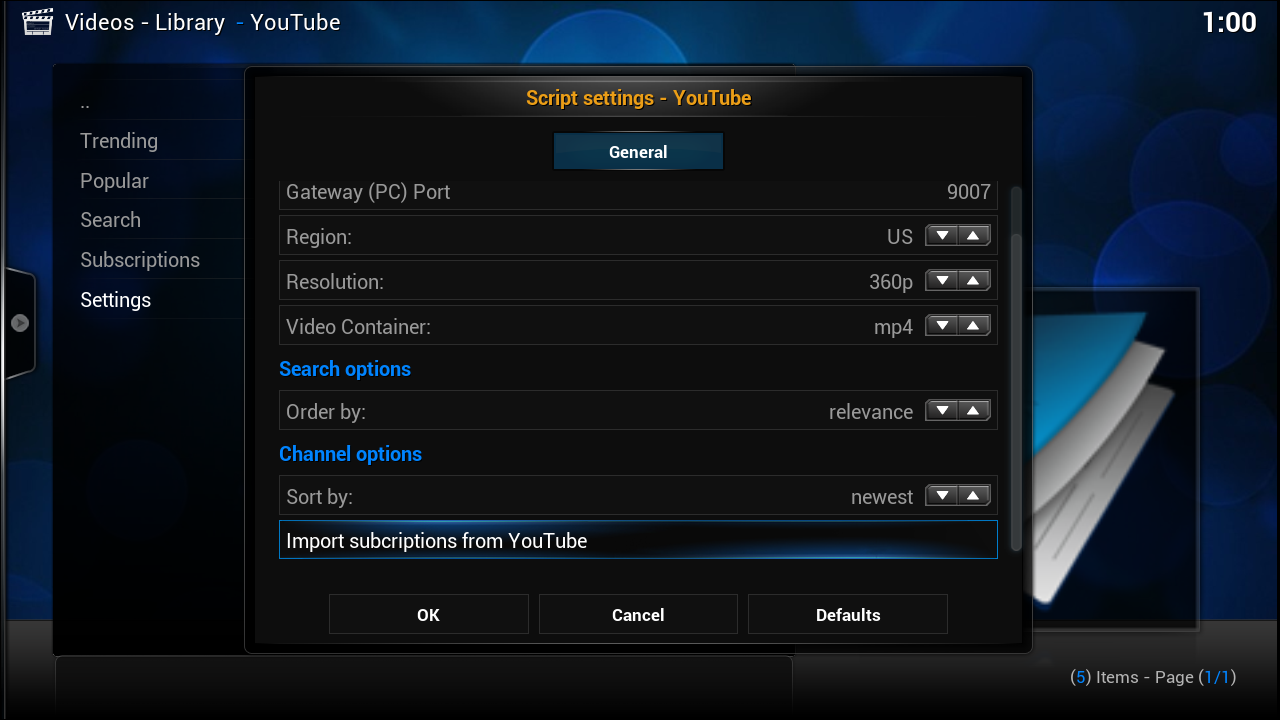 Videos - Library - YouTube
1:00
..
Trending
Popular
Search
Subscriptions
Settings
Script settings - YouTube
General
Gateway (PC) Port 9007
Region: US
Resolution: 360p
Video Container: mp4
Search options
Order by: relevance
Channel options
Sort by: newest
Import subcriptions from YouTube
OK Cancel Defaults
(5) Items - Page (1/1)